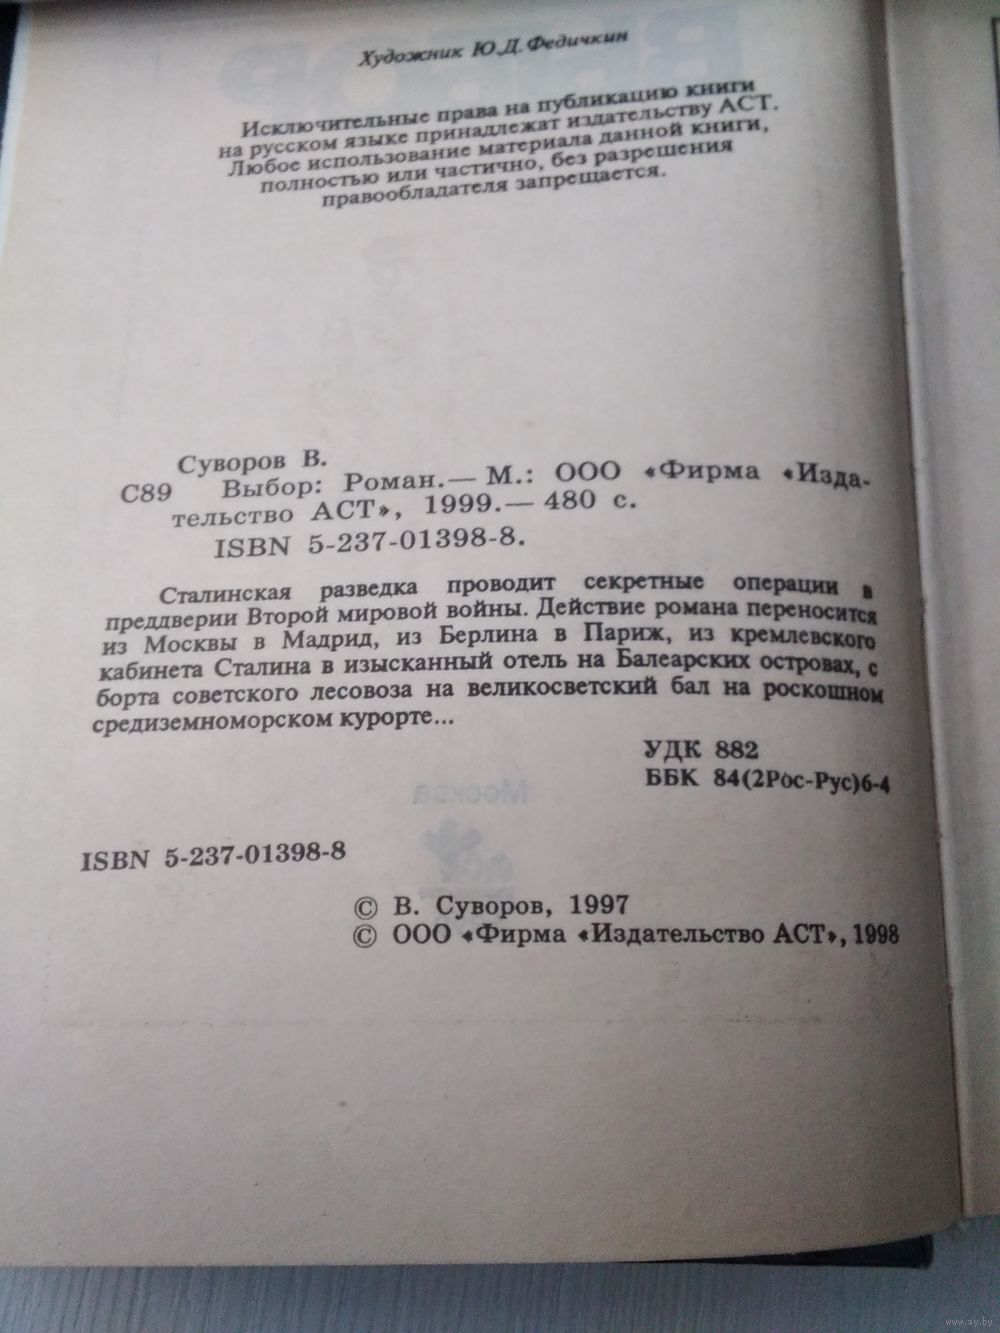 Художник Ю.Д. Федичкин
Исключительные права на публикацию книги
на русском языке принадлежат издательству АСТ.
Любое использование материала данной книги,
полностью или частично, без разрешения
правообладателя запрещается.
Суворов В.
С89 Выбор: Роман.— М.: ООО «Фирма «Изда-
тельство АСТ», 1999.— 480 с.
ISBN 5-237-01398-8.
Сталинская разведка проводит секретные операции в
преддверии Второй мировой войны. Действие романа переносится
из Москвы в Мадрид, из Берлина в Париж, из кремлевского
кабинета Сталина в изысканный отель на Балеарских островах, с
борта советского лесовоза на великосветский бал на роскошном
средиземноморском курорте...
УДК 882
ББК 84(2Рос-Рус)6-4
Москва
ISBN 5-237-01398-8
© В. Суворов, 1997
© ООО «Фирма «Издательство АСТ», 1998
www.ay.by